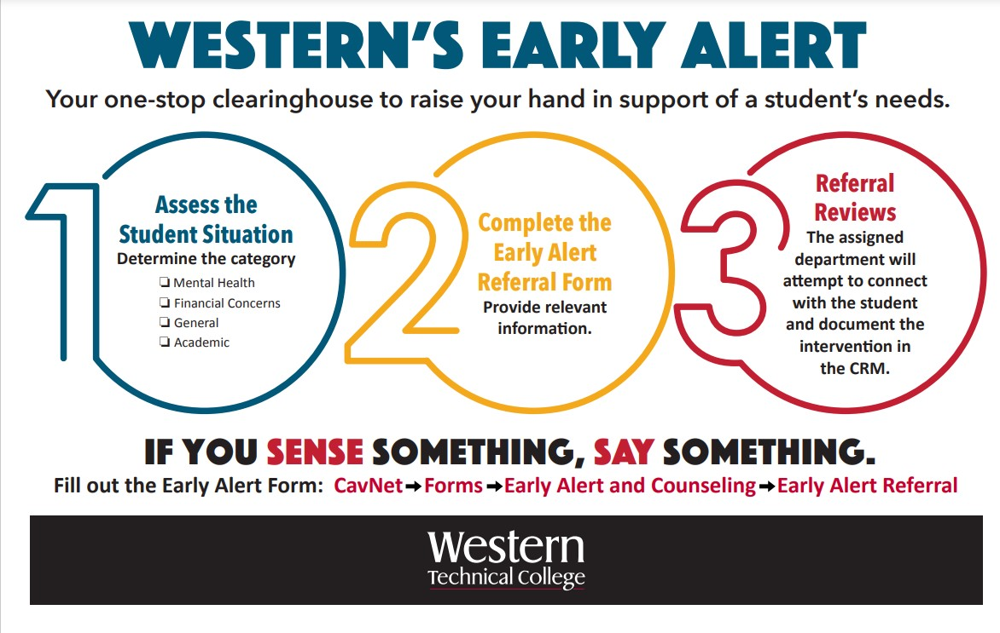 WESTERN'S EARLY ALERT
Your one-stop clearinghouse to raise your hand in support of a student's needs.
1
Assess the
Student Situation
Determine the category
❏ Mental Health
❏ Financial Concerns
❏ General
❏ Academic
2
Complete the
Early Alert
Referral Form
Provide relevant
information.
3
Referral
Reviews
The assigned
department will
attempt to connect
with the student
and document the
intervention in
the CRM.
IF YOU SENSE SOMETHING, SAY SOMETHING.
Fill out the Early Alert Form: CavNet→Forms→Early Alert and Counseling→Early Alert Referral
Western
Technical College